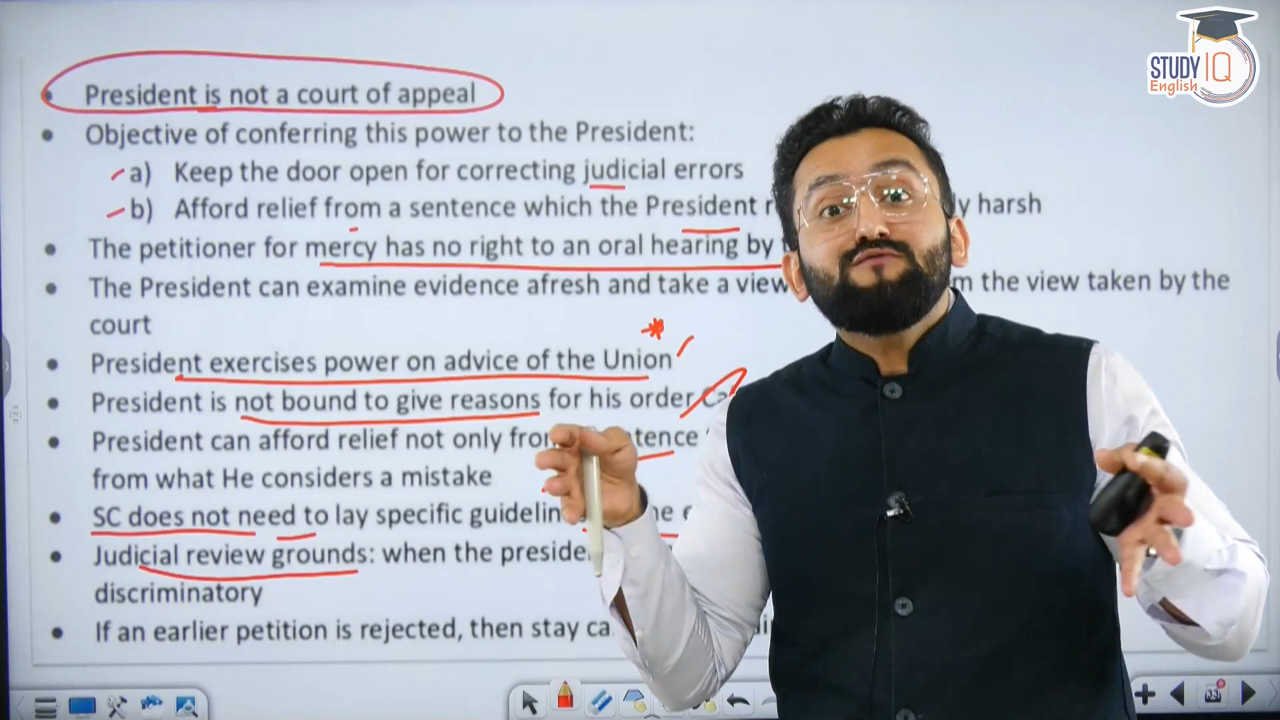 STUDY IQ
English
• President is not a court of appeal
• Objective of conferring this power to the President:
a) Keep the door open for correcting judicial errors
b) Afford relief from a sentence which the President harsh
• The petitioner for mercy has no right to an oral hearing by
• The President can examine evidence afresh and take a view the view taken by the
court
• President exercises power on advice of the Union
• President is not bound to give reasons for his order
• President can afford relief not only from
from what He considers a mistake
• SC does not need to lay specific
• Judicial review grounds: when the
discriminatory
• If an earlier petition is rejected, then stay
33